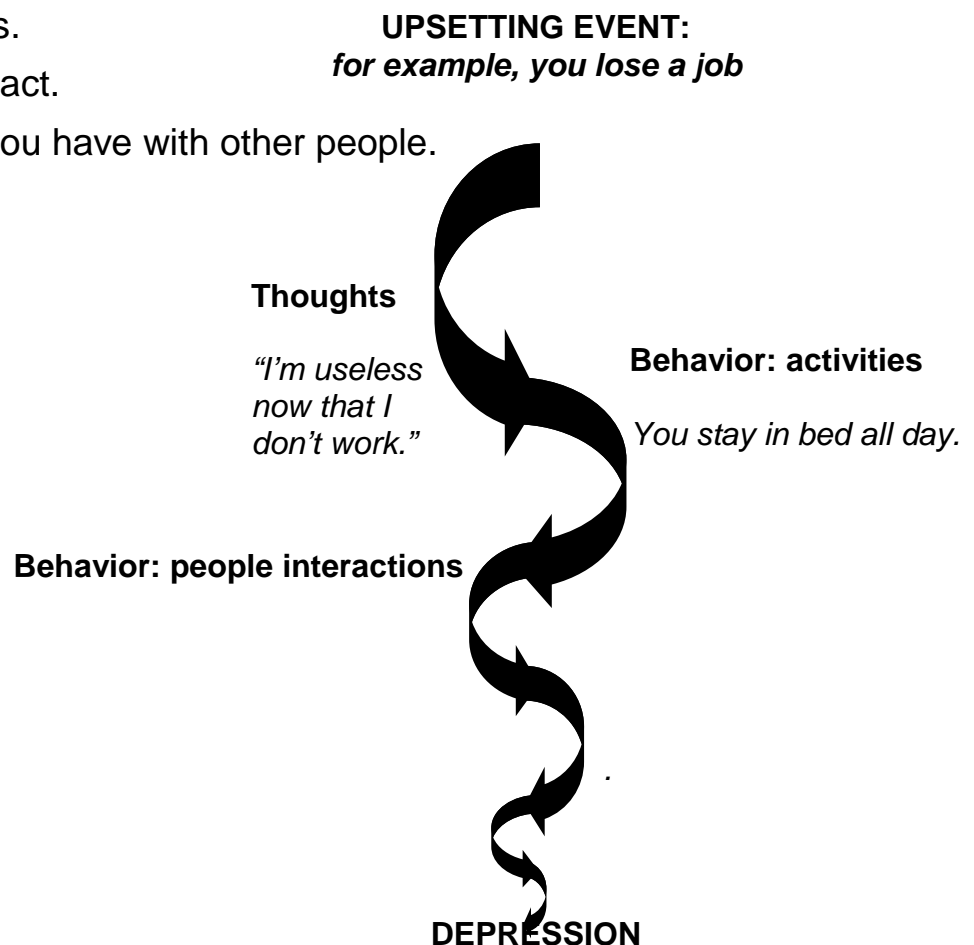 s.
act.
ou have with other people.
UPSETTING EVENT:
for example, you lose a job
Thoughts
“I’m useless
now that I
don’t work.”
Behavior: activities
You stay in bed all day.
Behavior: people interactions
.
DEPRESSION